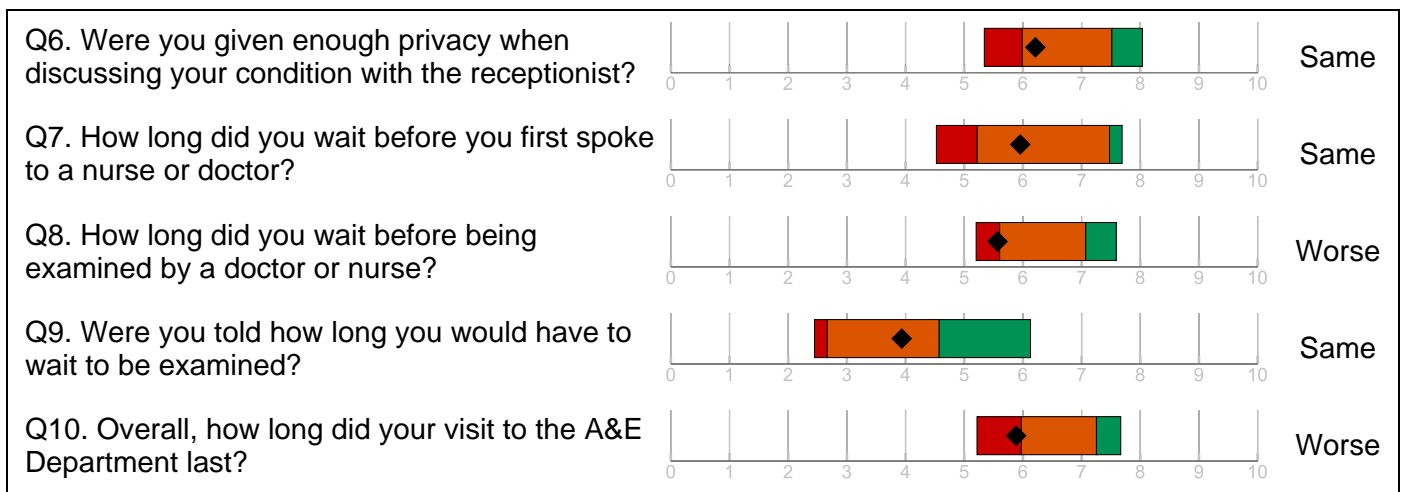 Q6. Were you given enough privacy when
discussing your condition with the receptionist?
0 1 2 3 4 5 6 7 8 9 10
Same
Q7. How long did you wait before you first spoke
to a nurse or doctor?
0 1 2 3 4 5 6 7 8 9 10
Same
Q8. How long did you wait before being
examined by a doctor or nurse?
0 1 2 3 4 5 6 7 8 9 10
Worse
Q9. Were you told how long you would have to
wait to be examined?
0 1 2 3 4 5 6 7 8 9 10
Same
Q10. Overall, how long did your visit to the A&E
Department last?
0 1 2 3 4 5 6 7 8 9 10
Worse